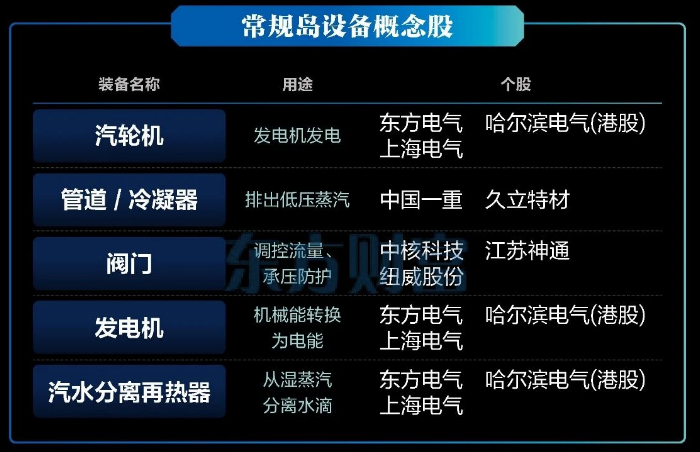 常规岛设备概念股
装备名称 用途 个股
汽轮机 发电机发电 东方电气 哈尔滨电气(港股)
上海电气
管道 / 冷凝器 排出低压蒸汽 中国一重 久立特材
阀门 调控流量、 中核科技 江苏神通
承压防护 纽威股份
发电机 机械能转换 东方电气 哈尔滨电气(港股)
为电能 上海电气
汽水分离再热器 从湿蒸汽 东方电气 哈尔滨电气(港股)
分离水滴 上海电气
东方财富